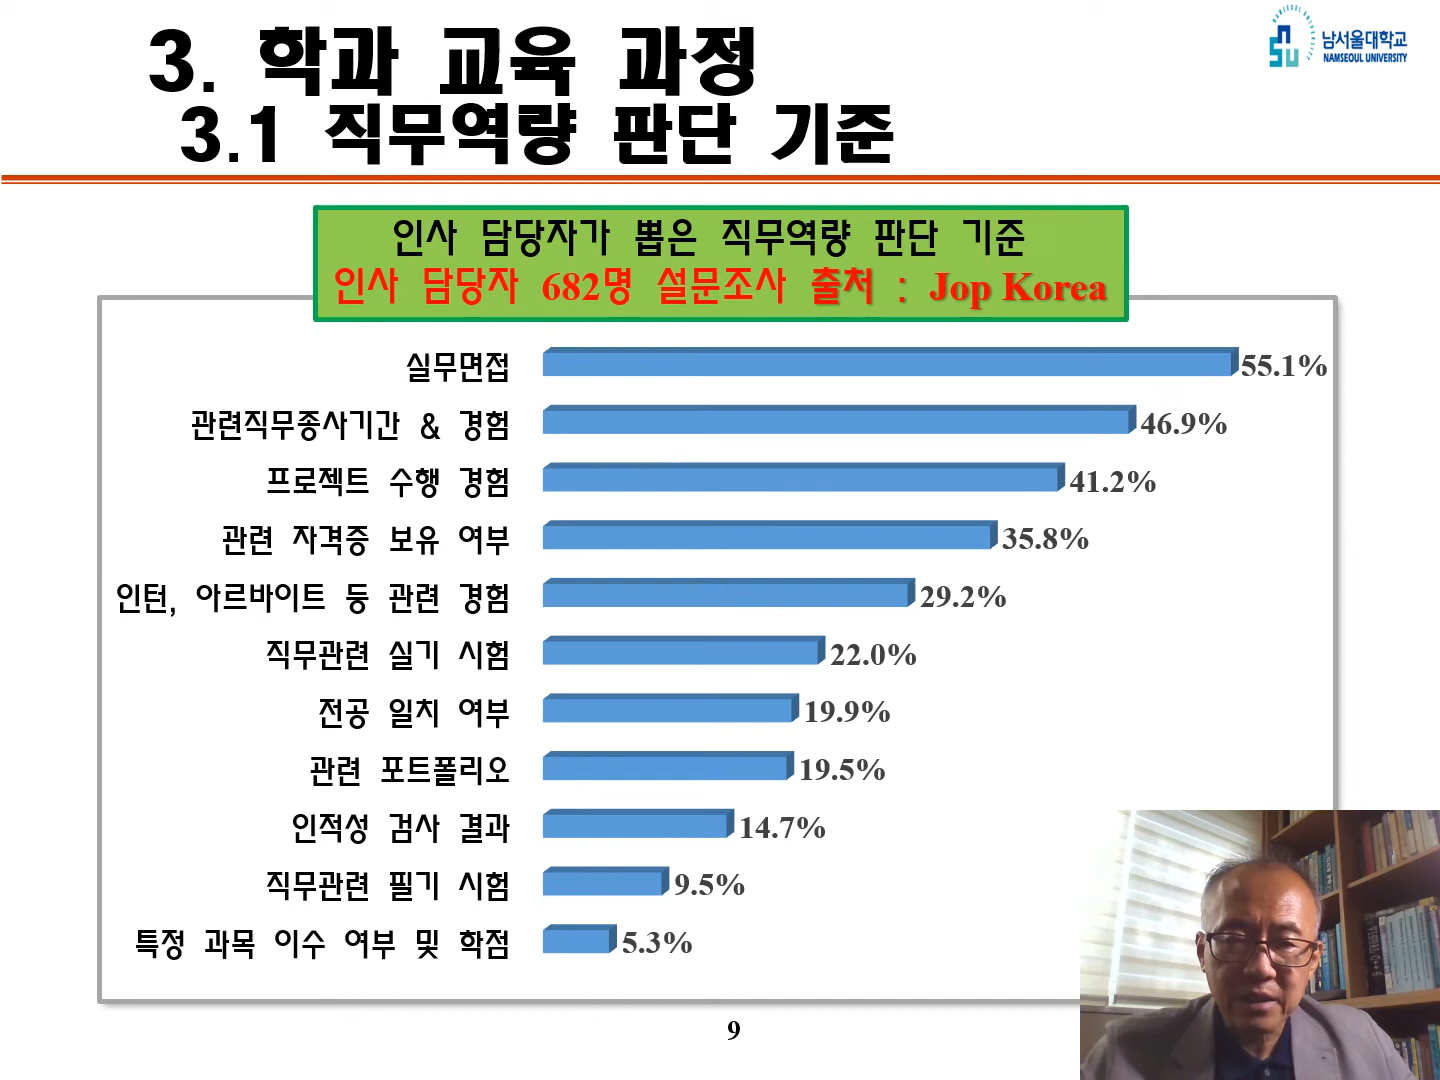 3. 학과 교육 과정
3.1 직무역량 판단 기준
남서울대학교
NAMSEOUL UNIVERSITY
인사 담당자가 뽑은 직무역량 판단 기준
인사 담당자 682명 설문조사 출처 : Jop Korea
실무면접 55.1%
관련직무종사기간 & 경험 46.9%
프로젝트 수행 경험 41.2%
관련 자격증 보유 여부 35.8%
인턴, 아르바이트 등 관련 경험 29.2%
직무관련 실기 시험 22.0%
전공 일치 여부 19.9%
관련 포트폴리오 19.5%
인적성 검사 결과 14.7%
직무관련 필기 시험 9.5%
특정 과목 이수 여부 및 학점 5.3%
9